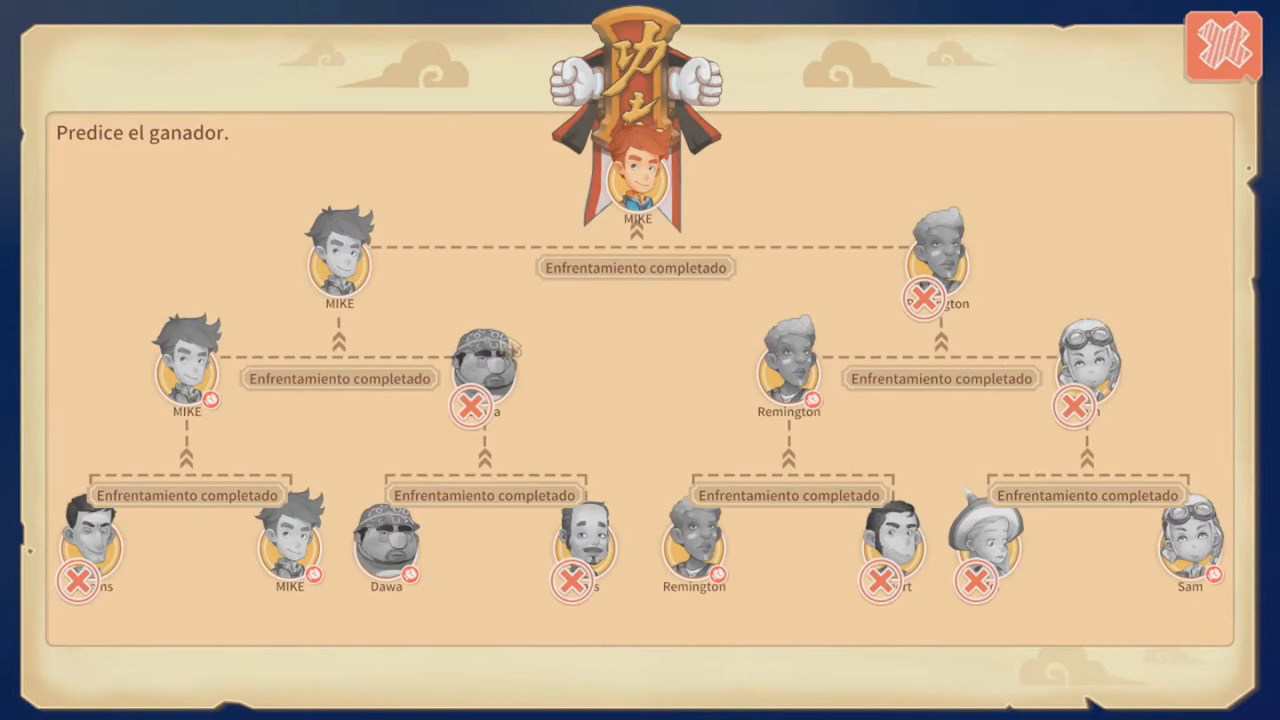 功
士
Predice el ganador.
MIKE
Enfrentamiento completado
MIKE
Enfrentamiento completado
Enfrentamiento completado
MIKE
Remington
Enfrentamiento completado
Enfrentamiento completado
Enfrentamiento completado
Enfrentamiento completado
MIKE
Dawa
Remington
Sam